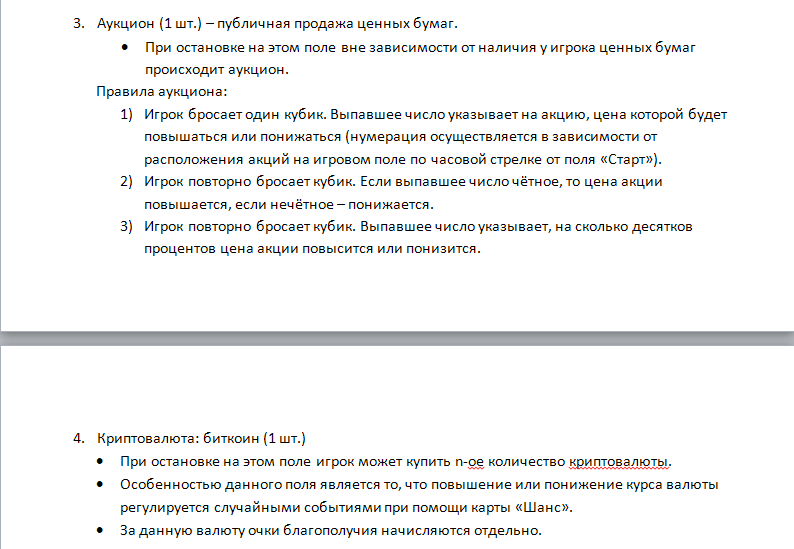 3. Аукцион (1 шт.) – публичная продажа ценных бумаг.
• При остановке на этом поле вне зависимости от наличия у игрока ценных бумаг
происходит аукцион.
Правила аукциона:
1) Игрок бросает один кубик. Выпавшее число указывает на акцию, цена которой будет
повышаться или понижаться (нумерация осуществляется в зависимости от
расположения акций на игровом поле по часовой стрелке от поля «Старт»).
2) Игрок повторно бросает кубик. Если выпавшее число чётное, то цена акции
повышается, если нечётное – понижается.
3) Игрок повторно бросает кубик. Выпавшее число указывает, на сколько десятков
процентов цена акции повысится или понизится.
4. Криптовалюта: биткоин (1 шт.)
• При остановке на этом поле игрок может купить n-ое количество криптовалюты.
• Особенностью данного поля является то, что повышение или понижение курса валюты
регулируется случайными событиями при помощи карты «Шанс».
• За данную валюту очки благополучия начисляются отдельно.